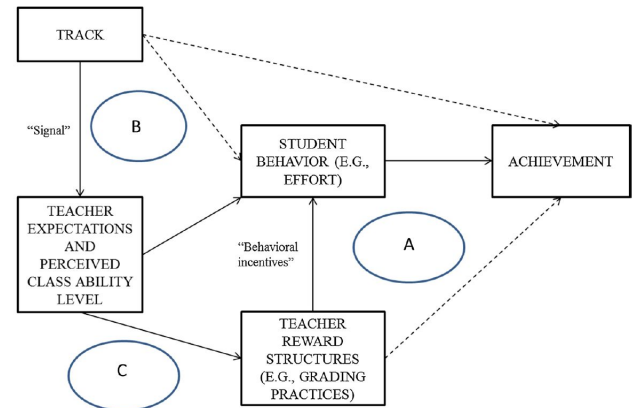 TRACK
B
“Signal”
STUDENT
BEHAVIOR (E.G.,
EFFORT)
ACHIEVEMENT
TEACHER
EXPECTATIONS
AND
PERCEIVED
CLASS ABILITY
LEVEL
“Behavioral
incentives”
A
TEACHER
REWARD
STRUCTURES
(E.G., GRADING
PRACTICES)
C